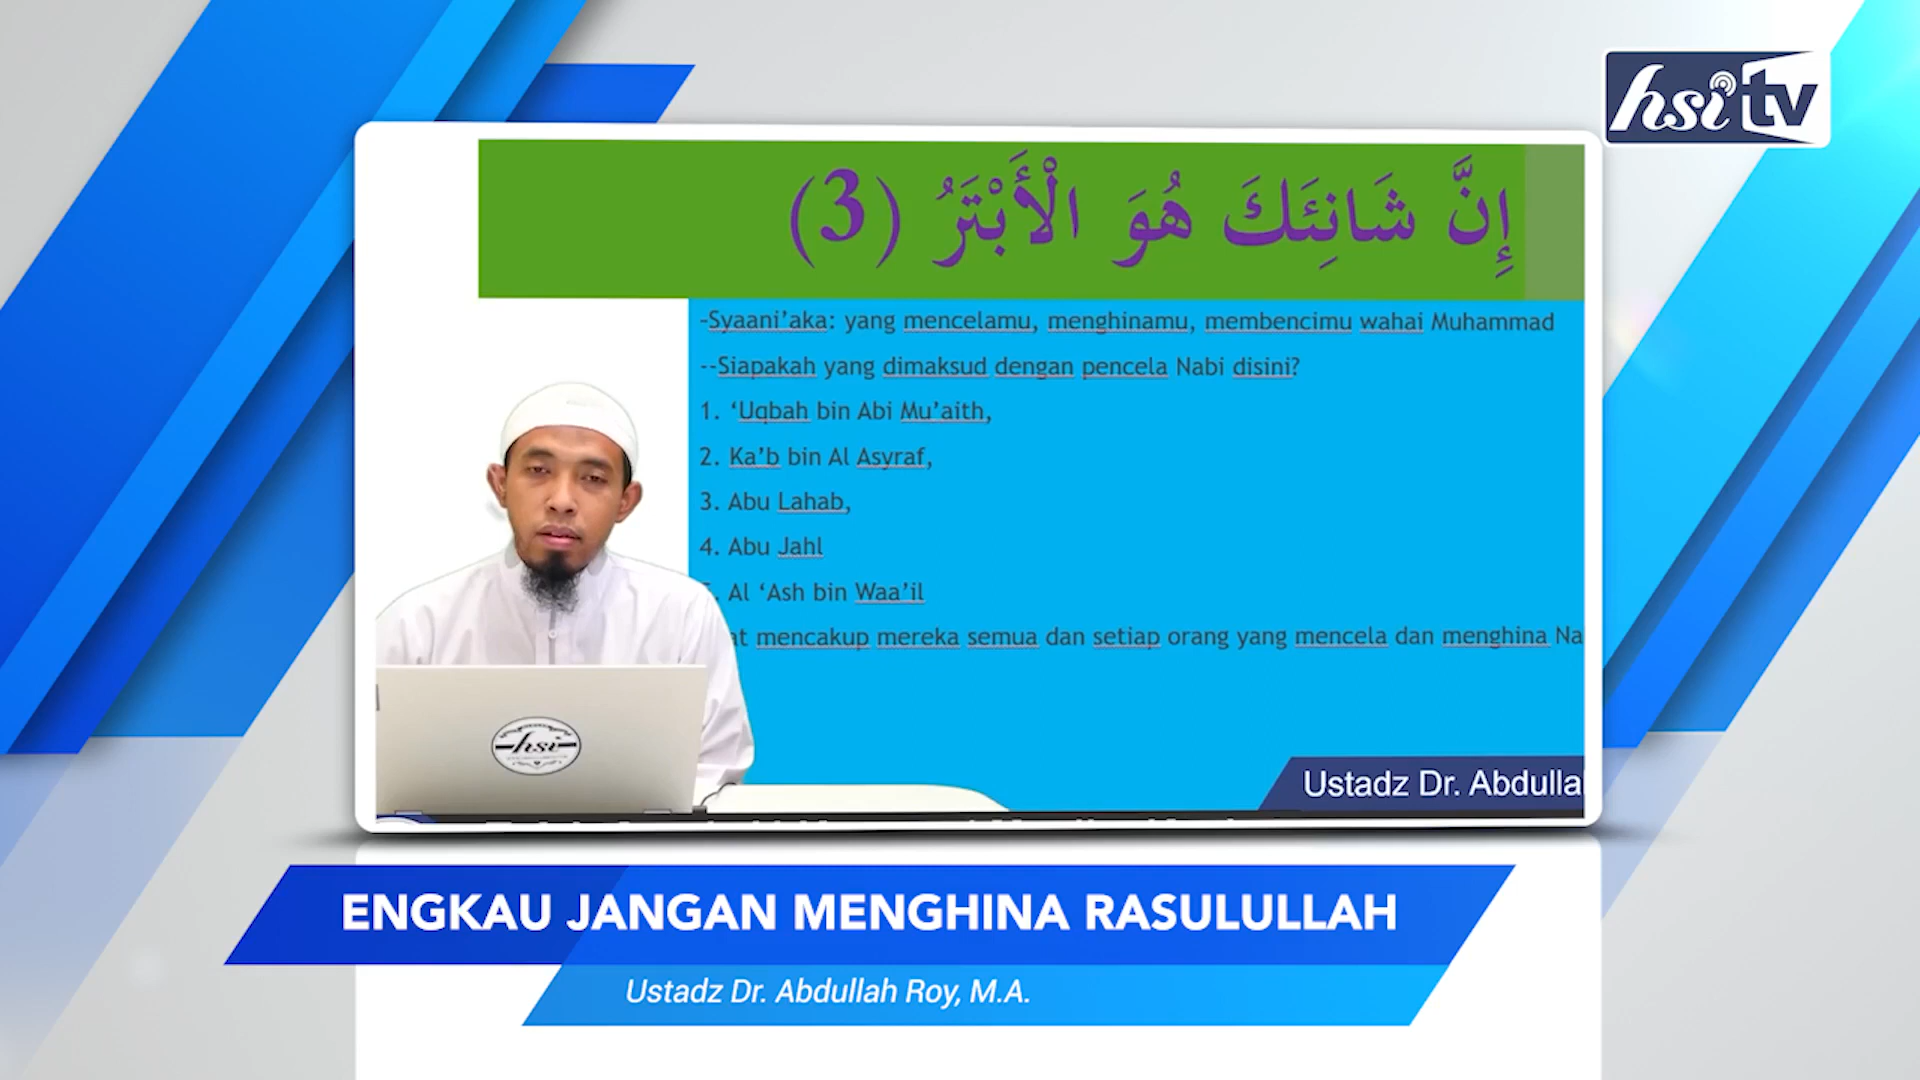 hsi tv
إِنَّ شَانِئَكَ هُوَ الْأَبْتَرُ (3)
-Syaani’aka: yang mencelamu, menghinamu, membencimu wahai Muhammad
--Siapakah yang dimaksud dengan pencela Nabi disini?
1. ‘Uqbah bin Abi Mu’aith,
2. Ka’b bin Al Asyraf,
3. Abu Lahab,
4. Abu Jahl
Al ‘Ash bin Waa’il
mencakup mereka semua dan setiap orang yang mencela dan menghina Na
hsi
Ustadz Dr. Abdulla
ENGKAU JANGAN MENGHINA RASULULLAH
Ustadz Dr. Abdullah Roy, M.A.